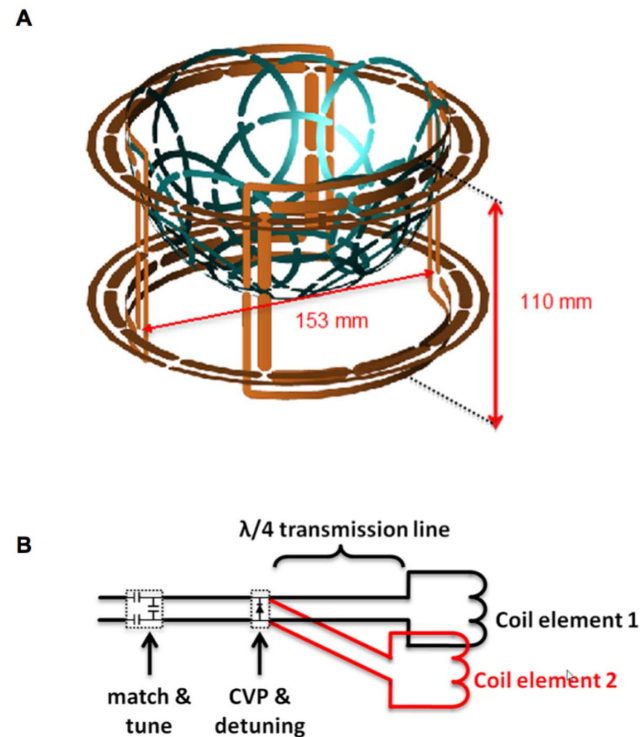 A
110 mm
153 mm
B
λ/4 transmission line
Coil element 1
Coil element 2
match &
tune
CVP &
detuning